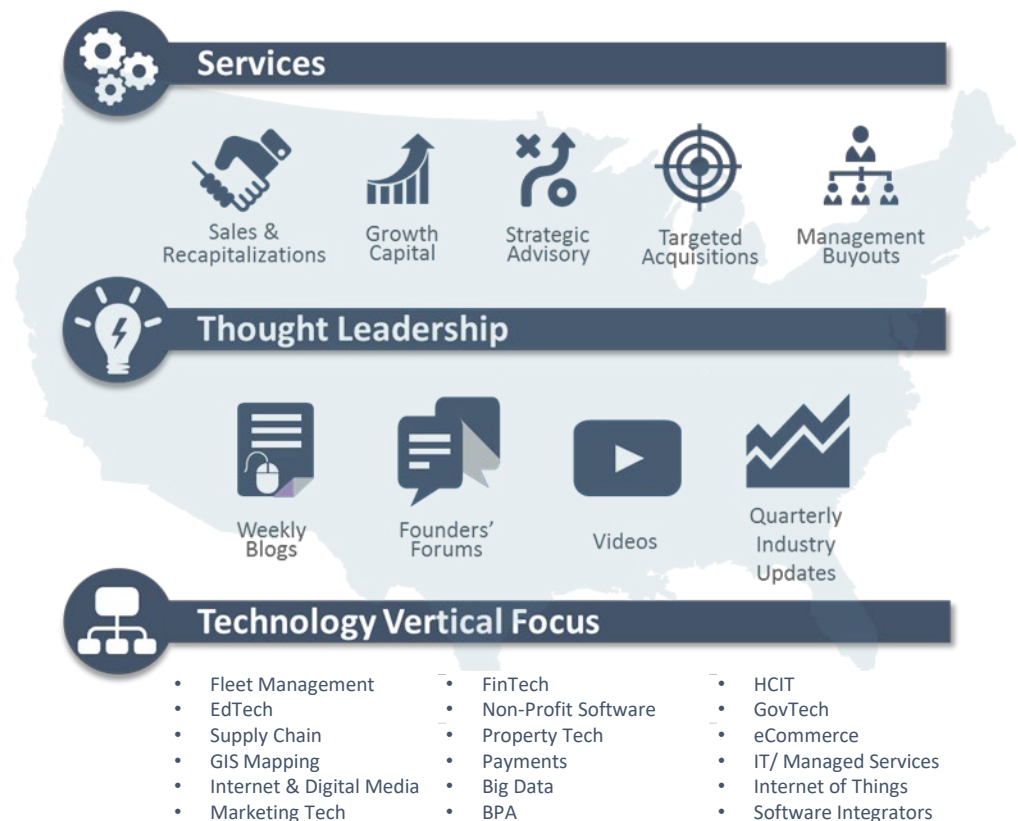 Services
Sales &
Recapitalizations
Growth
Capital
Strategic
Advisory
Targeted
Acquisitions
Management
Buyouts
Thought Leadership
Weekly
Blogs
Founders’
Forums
Videos
Quarterly
Industry
Updates
Technology Vertical Focus
• Fleet Management
• EdTech
• Supply Chain
• GIS Mapping
• Internet & Digital Media
• Marketing Tech
• FinTech
• Non-Profit Software
• Property Tech
• Payments
• Big Data
• BPA
• HCIT
• GovTech
• eCommerce
• IT/ Managed Services
• Internet of Things
• Software Integrators